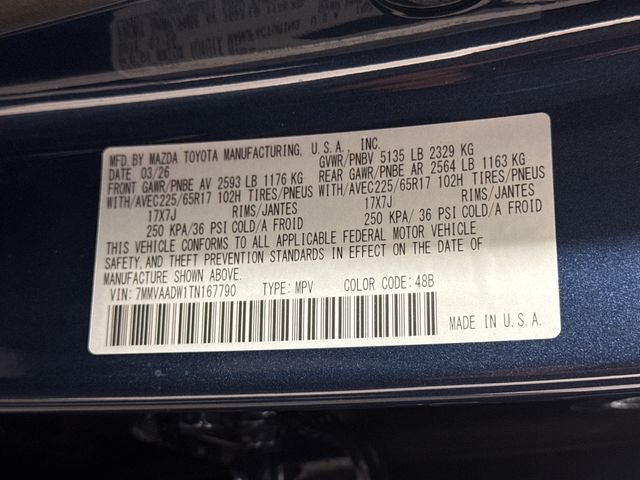 MFD.BY MAZDA TOYOTA MANUFACTURING, U.S.A., INC.
DATE 03/26 GVWR/PNBV 5135 LB 2329 KG
FRONT GAWR/PNBE AV 2593 LB 1176 KG REAR GAWR/PNBE AR 2564 LB 1163 KG
WITH/AVEC225/65R17 102H TIRES/PNEUS WITH/AVEC225/65R17 102H TIRES/PNEUS
17X7J RIMS/JANTES 17X7J RIMS/JANTES
250 KPA/36 PSI COLD/A FROID 250 KPA/36 PSI COLD/A FROID
THIS VEHICLE CONFORMS TO ALL APPLICABLE FEDERAL MOTOR VEHICLE
SAFETY, AND THEFT PREVENTION STANDARDS IN EFFECT ON THE DATE OF
MANUFACTURE SHOWN ABOVE.
VIN: 7MMVAADW1TN167790 TYPE: MPV COLOR CODE: 48B
MADE IN U.S.A.